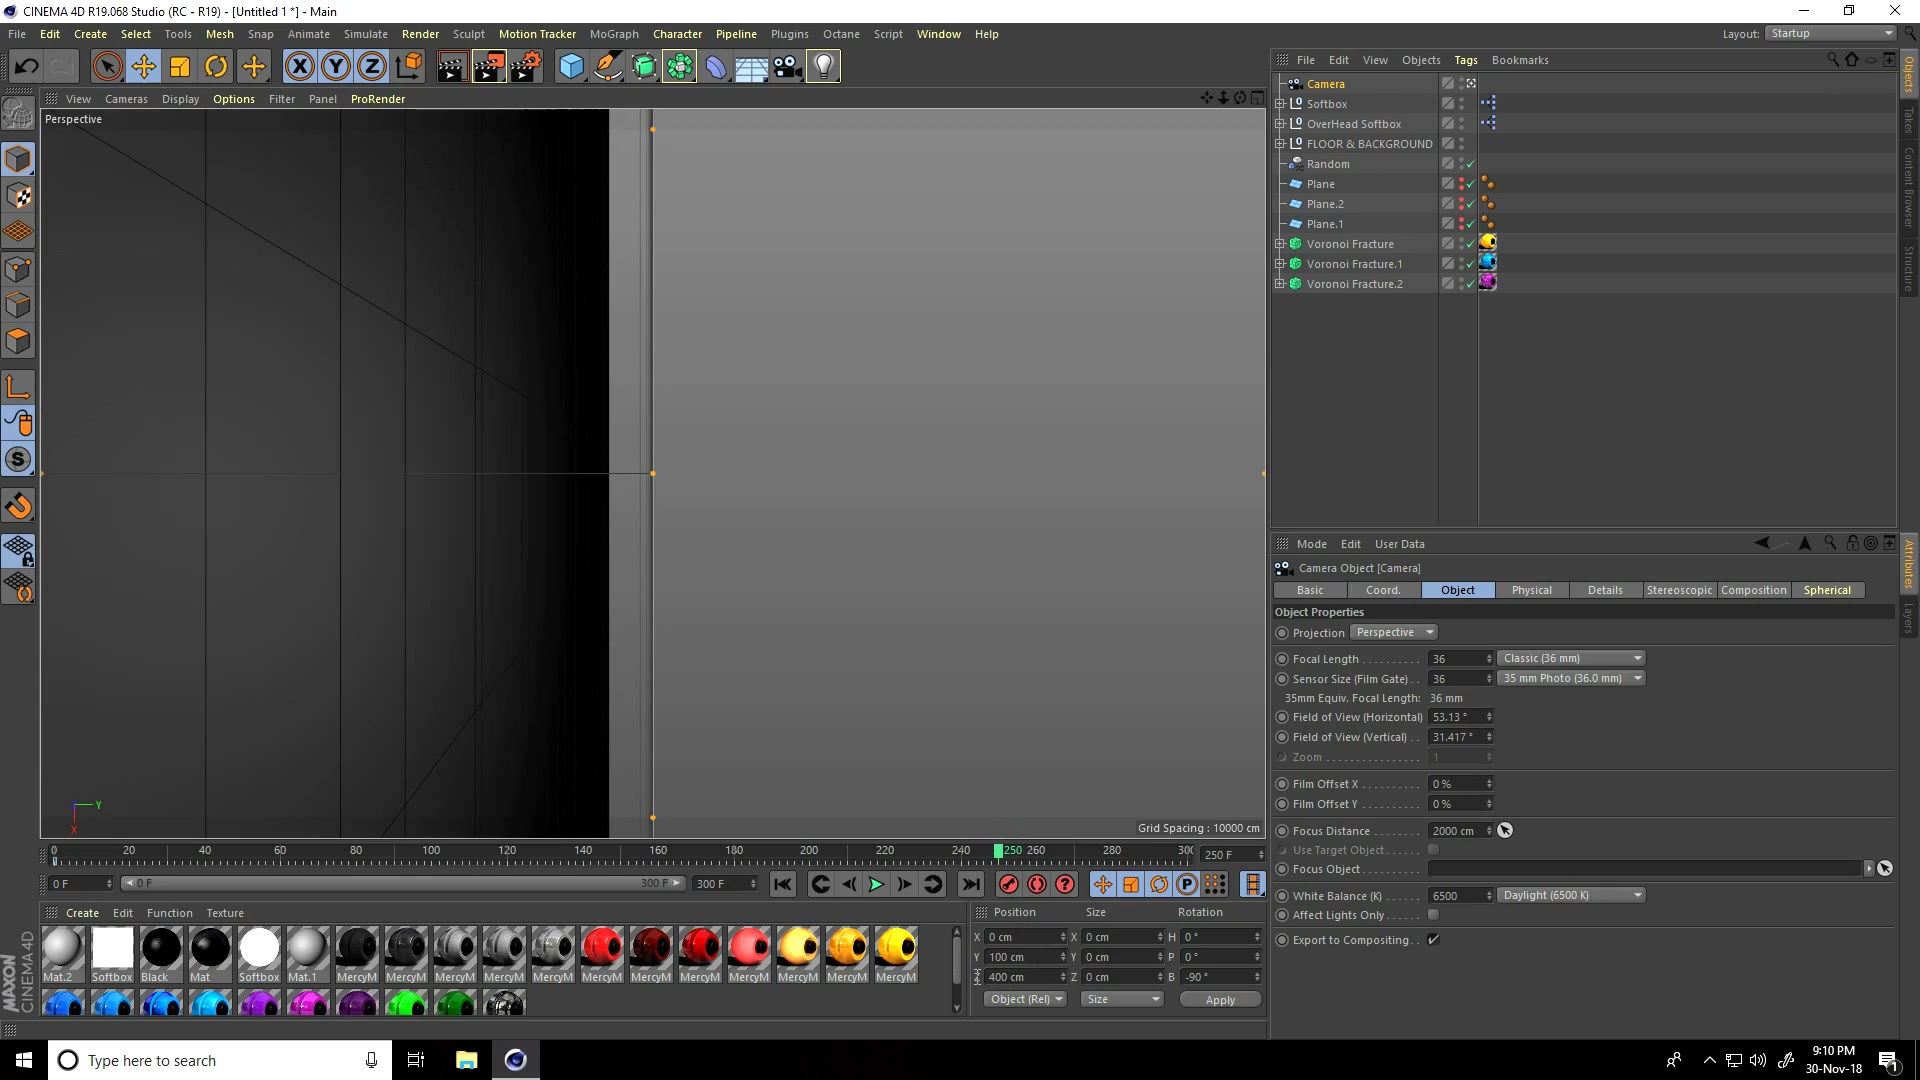 CINEMA 4D R19.068 Studio (RC - R19) - [Untitled 1 *] - Main
File Edit Create Select Tools Mesh Snap Animate Simulate Render Sculpt Motion Tracker MoGraph Character Pipeline Plugins Octane Script Window Help
Layout: Startup
View Cameras Display Options Filter Panel ProRender
Perspective
Y
X
Grid Spacing : 10000 cm
File Edit View Objects Tags Bookmarks
Camera
Softbox
OverHead Softbox
FLOOR & BACKGROUND
Random
Plane
Plane.2
Plane.1
Voronoi Fracture
Voronoi Fracture.1
Voronoi Fracture.2
Objects
Takes
Content Browser
Structure
Mode Edit User Data
Camera Object [Camera]
Basic Coord. Object Physical Details Stereoscopic Composition Spherical
Object Properties
Projection Perspective
Focal Length . . . . . . . . . . 36 Classic (36 mm)
Sensor Size (Film Gate) . . 36 35 mm Photo (36.0 mm)
35mm Equiv. Focal Length: 36 mm
Field of View (Horizontal) 53.13 °
Field of View (Vertical) . . 31.417 °
Zoom . . . . . . . . . . . . . . . . 1
Film Offset X . . . . . . . . . . 0 %
Film Offset Y . . . . . . . . . . 0 %
Focus Distance . . . . . . . . 2000 cm
Use Target Object . . . . . .
Focus Object . . . . . . . . . .
White Balance (K) . . . . . . 6500 Daylight (6500 K)
Affect Lights Only . . . . . .
Export to Compositing . .
Attributes
Layers
0 20 40 60 80 100 120 140 160 180 200 220 240 250 260 280 300
250 F
0 F 0 F 300 F 300 F
Create Edit Function Texture
Mat.2 Softbox Black Mat Softbox Mat.1 MercyM MercyM MercyM MercyM MercyM MercyM MercyM MercyM MercyM MercyM MercyM MercyM
MAXON CINEMA 4D
Position Size Rotation
X 0 cm X 0 cm H 0 °
Y 100 cm Y 0 cm P 0 °
Z 400 cm Z 0 cm B -90 °
Object (Rel) Size Apply
Type here to search
9:10 PM
30-Nov-18
1